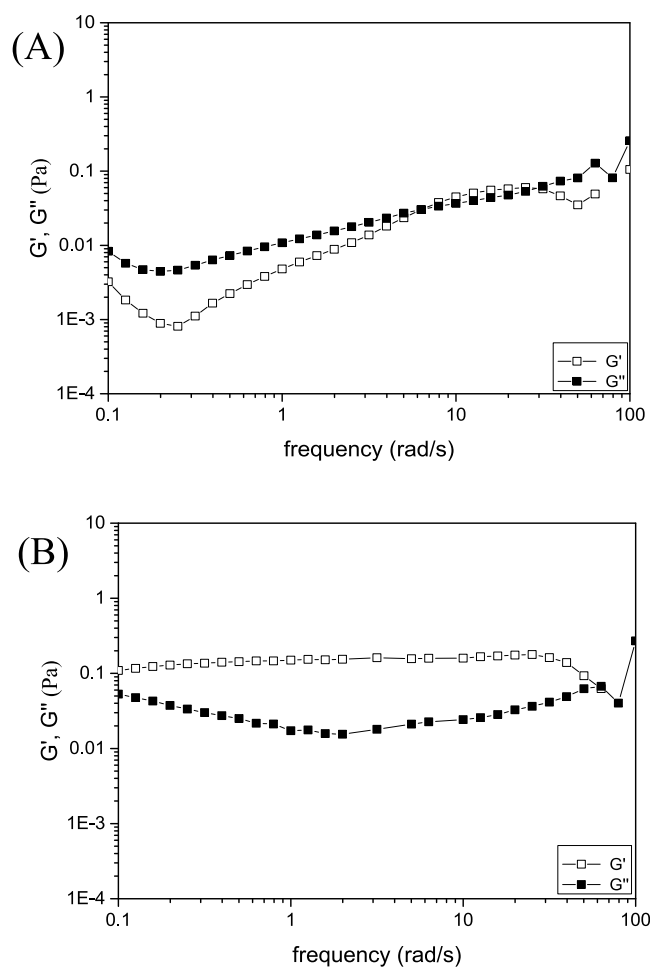 (A)
10
1
0.1
0.01
1E-3
1E-4
G', G" (Pa)
0.1
1
10
100
frequency (rad/s)
G'
G"
(B)
10
1
0.1
0.01
1E-3
1E-4
G', G" (Pa)
0.1
1
10
100
frequency (rad/s)
G'
G"